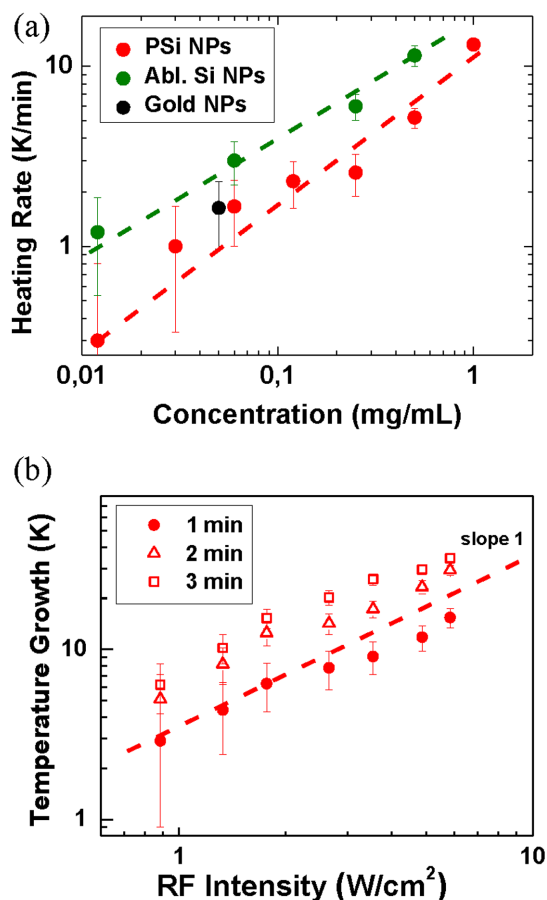 (a)
PSi NPs
Abl. Si NPs
Gold NPs
10
1
Heating Rate (K/min)
0,01
0,1
1
Concentration (mg/mL)
(b)
1 min
2 min
3 min
slope 1
10
1
Temperature Growth (K)
1
10
RF Intensity (W/cm²)